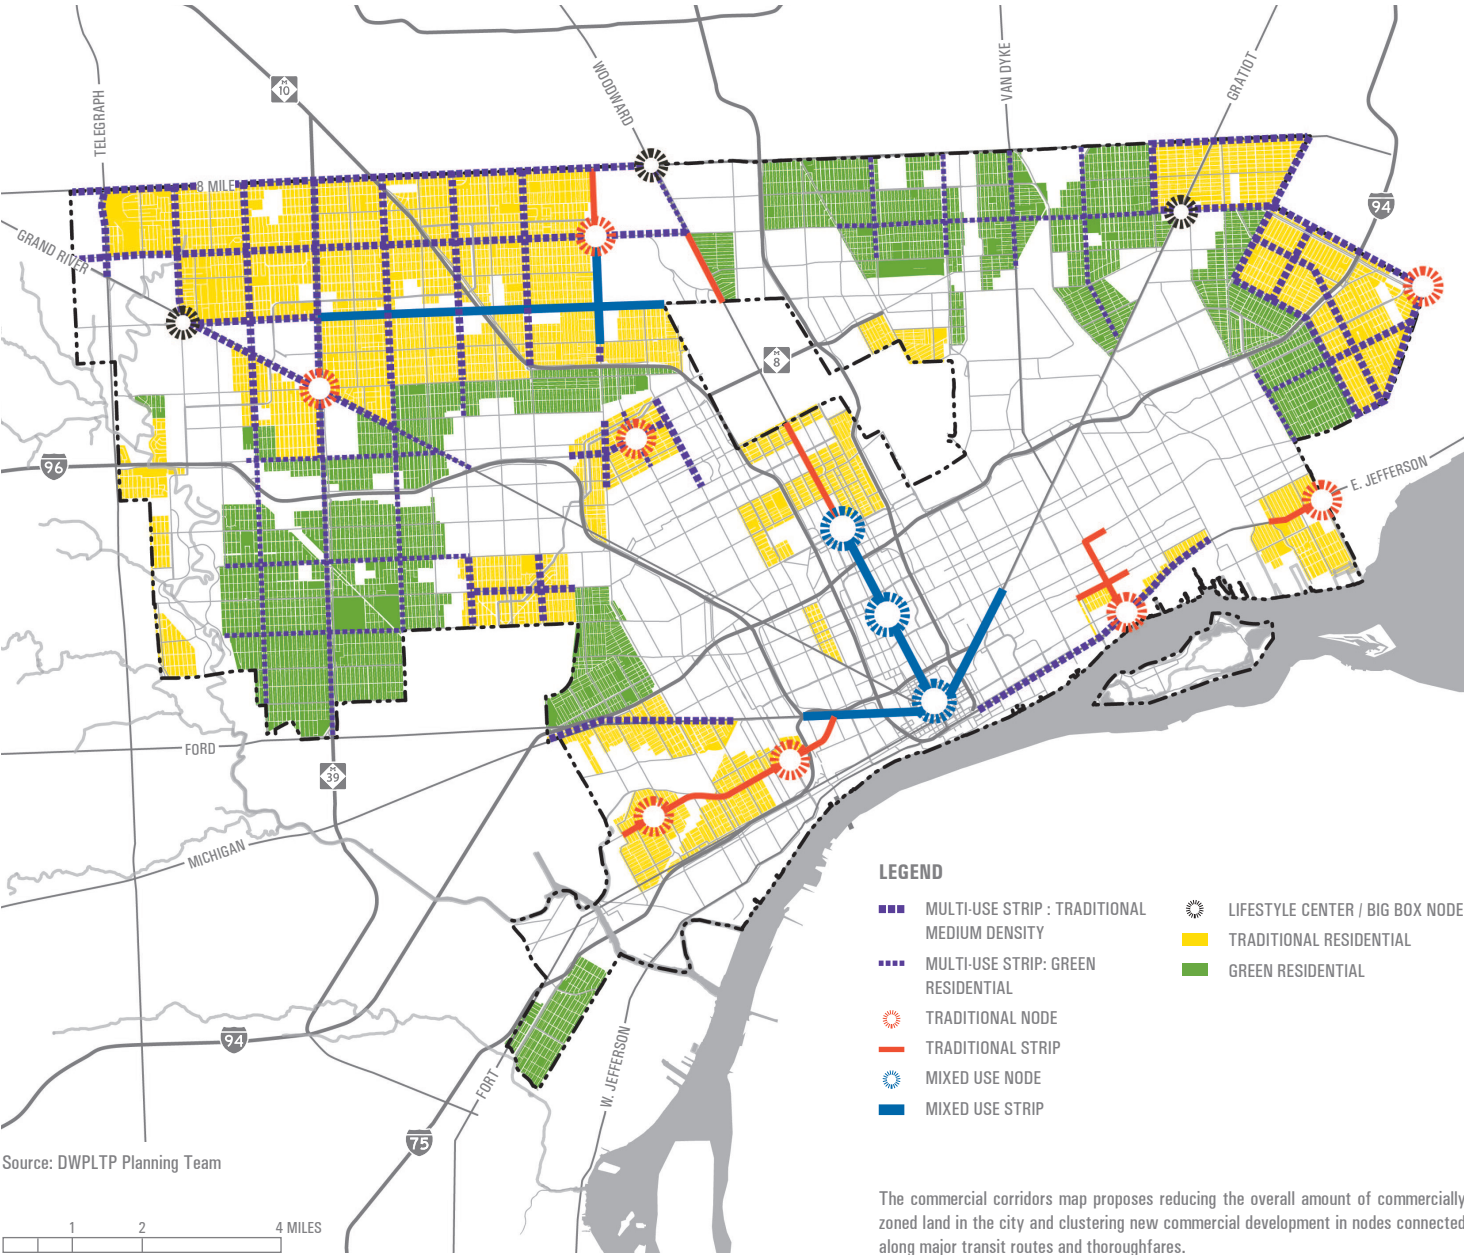 TELEGRAPH
M
10
WOODWARD
VAN DYKE
GRATIOT
8 MILE
94
GRAND RIVER
M
8
96
E. JEFFERSON
FORD
M
39
MICHIGAN
94
FORT
W. JEFFERSON
75
LEGEND
MULTI-USE STRIP : TRADITIONAL
MEDIUM DENSITY
MULTI-USE STRIP: GREEN
RESIDENTIAL
TRADITIONAL NODE
TRADITIONAL STRIP
MIXED USE NODE
MIXED USE STRIP
LIFESTYLE CENTER / BIG BOX NODE
TRADITIONAL RESIDENTIAL
GREEN RESIDENTIAL
Source: DWPLTP Planning Team
1 2 4 MILES
The commercial corridors map proposes reducing the overall amount of commercially
zoned land in the city and clustering new commercial development in nodes connected
along major transit routes and thoroughfares.